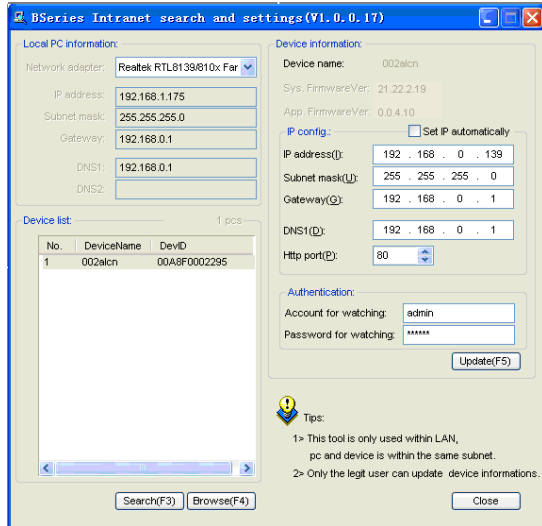 BSeries Intranet search and settings(V1.0.0.17)
Local PC information:
Network adapter: Realtek RTL8139/810x Far
IP address: 192.168.1.175
Subnet mask: 255.255.255.0
Gateway: 192.168.0.1
DNS1: 192.168.0.1
DNS2:
Device list: 1 pcs
No. DeviceName DevID
1 002alcn 00A8F0002295
Search(F3) Browse(F4)
Device information:
Device name: 002alcn
Sys. FirmwareVer: 21.22.2.19
App. FirmwareVer: 0.0.4.10
IP config.: Set IP automatically
IP address(I): 192 . 168 . 0 . 139
Subnet mask(U): 255 . 255 . 255 . 0
Gateway(G): 192 . 168 . 0 . 1
DNS1(D): 192 . 168 . 0 . 1
Http port(P): 80
Authentication:
Account for watching: admin
Password for watching: ******
Update(F5)
Tips:
1> This tool is only used within LAN,
pc and device is within the same subnet.
2> Only the legit user can update device informations.
Close